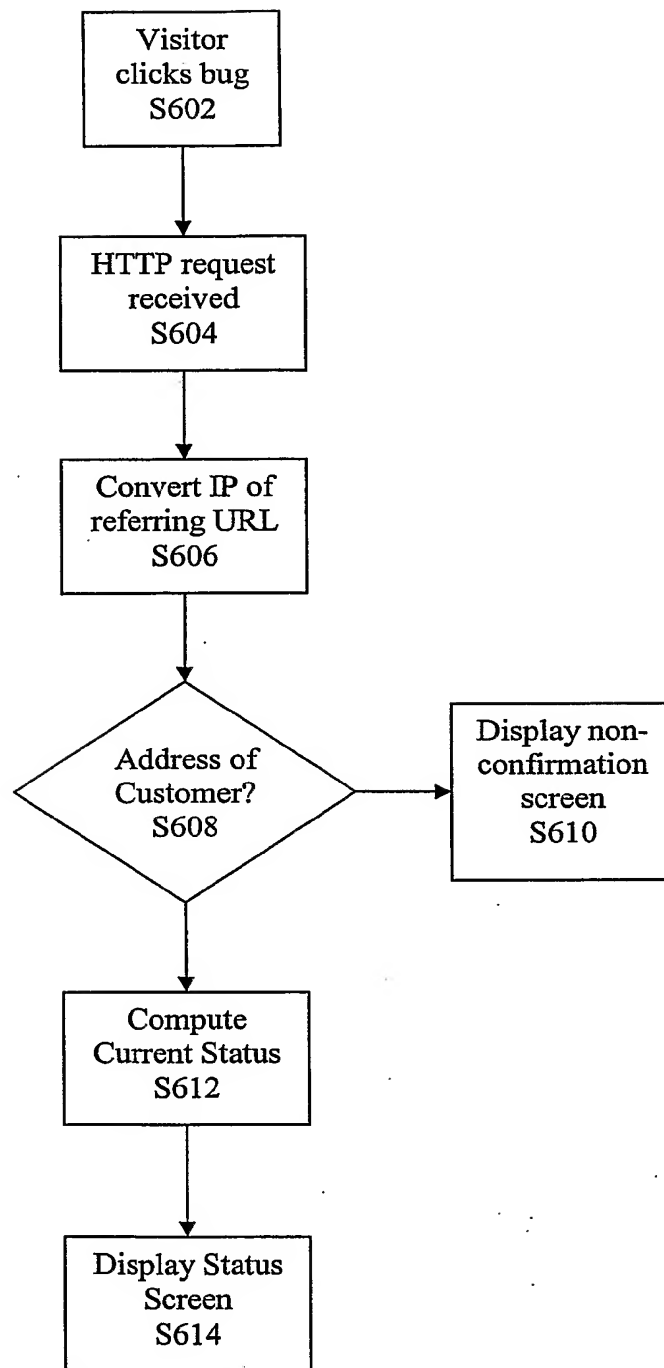 Visitor
clicks bug
S602
HTTP request
received
S604
Convert IP of
referring URL
S606
Address of
Customer?
S608
Display non-
confirmation
screen
S610
Compute
Current Status
S612
Display Status
Screen
S614